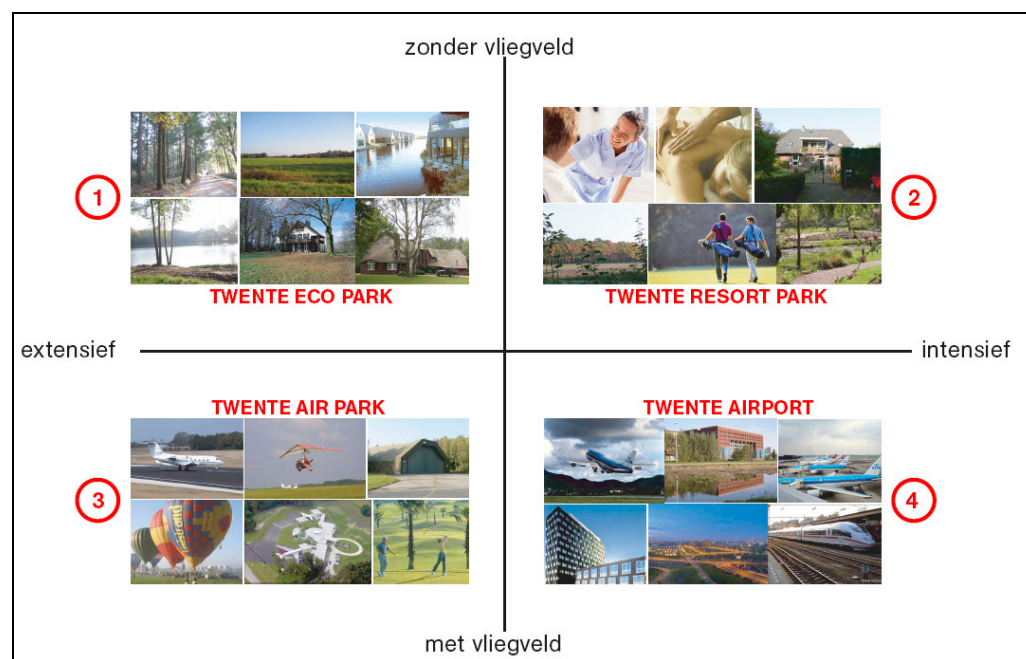 zonder vliegveld
1
2
TWENTE ECO PARK
TWENTE RESORT PARK
extensief
intensief
TWENTE AIR PARK
TWENTE AIRPORT
3
4
met vliegveld